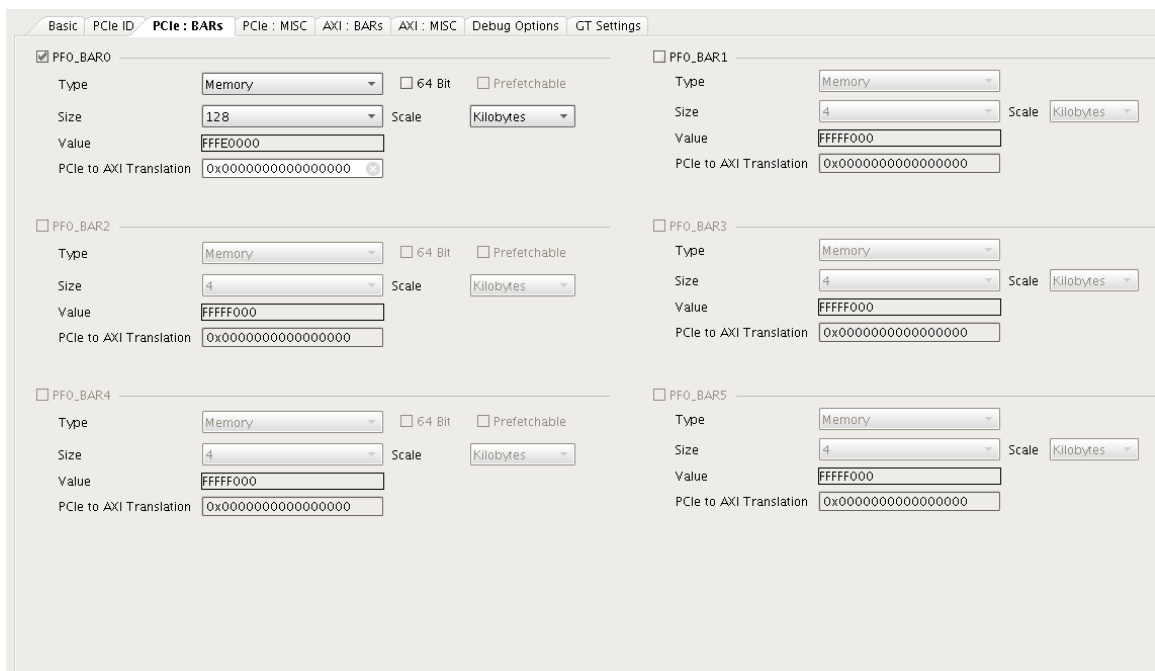 Basic PCIe ID PCIe : BARs PCIe : MISC AXI : BARs AXI : MISC Debug Options GT Settings
PF0_BAR0
Type Memory 64 Bit Prefetchable
Size 128 Scale Kilobytes
Value FFFE0000
PCIe to AXI Translation 0x0000000000000000
PF0_BAR1
Type Memory
Size 4 Scale Kilobytes
Value FFFFF000
PCIe to AXI Translation 0x0000000000000000
PF0_BAR2
Type Memory 64 Bit Prefetchable
Size 4 Scale Kilobytes
Value FFFFF000
PCIe to AXI Translation 0x0000000000000000
PF0_BAR3
Type Memory
Size 4 Scale Kilobytes
Value FFFFF000
PCIe to AXI Translation 0x0000000000000000
PF0_BAR4
Type Memory 64 Bit Prefetchable
Size 4 Scale Kilobytes
Value FFFFF000
PCIe to AXI Translation 0x0000000000000000
PF0_BAR5
Type Memory
Size 4 Scale Kilobytes
Value FFFFF000
PCIe to AXI Translation 0x0000000000000000